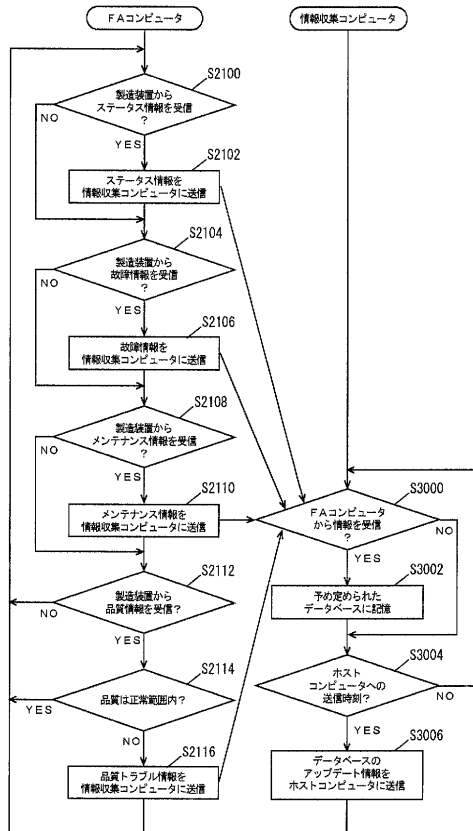 FAコンピュータ
情報収集コンピュータ
S2100
製造装置から
ステータス情報を受信
?
NO
YES
S2102
ステータス情報を
情報収集コンピュータに送信
S2104
製造装置から
故障情報を受信
?
NO
YES
S2106
故障情報を
情報収集コンピュータに送信
S2108
製造装置から
メンテナンス情報を受信
?
NO
YES
S2110
メンテナンス情報を
情報収集コンピュータに送信
S2112
製造装置から
品質情報を受信?
NO
YES
S2114
品質は正常範囲内?
YES
NO
S2116
品質トラブル情報を
情報収集コンピュータに送信
S3000
FAコンピュータ
から情報を受信
?
NO
YES
S3002
予め定められた
データベースに記憶
S3004
ホスト
コンピュータへの
送信時刻?
NO
YES
S3006
データベースの
アップデート情報を
ホストコンピュータに送信